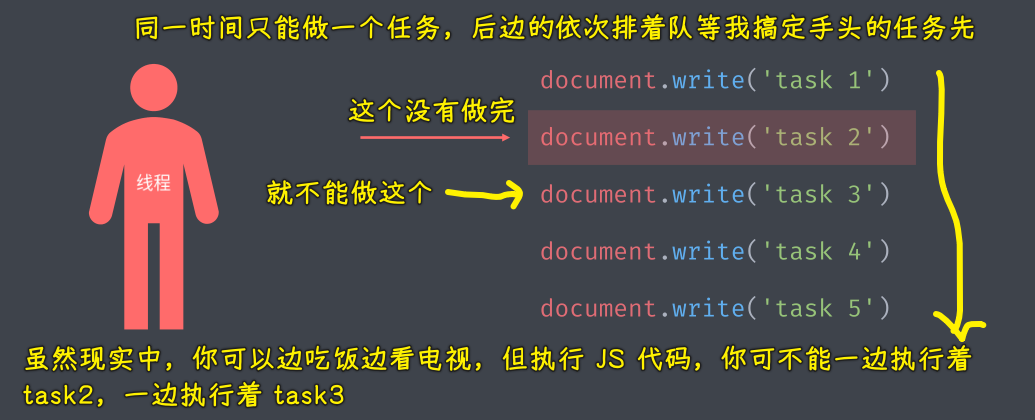 同一时间只能做一个任务，后边的依次排着队等我搞定手头的任务先
document.write('task 1')
这个没有做完
document.write('task 2')
线程
就不能做这个
document.write('task 3')
document.write('task 4')
document.write('task 5')
虽然现实中，你可以边吃饭边看电视，但执行 JS 代码，你可不能一边执行着
task2，一边执行着 task3